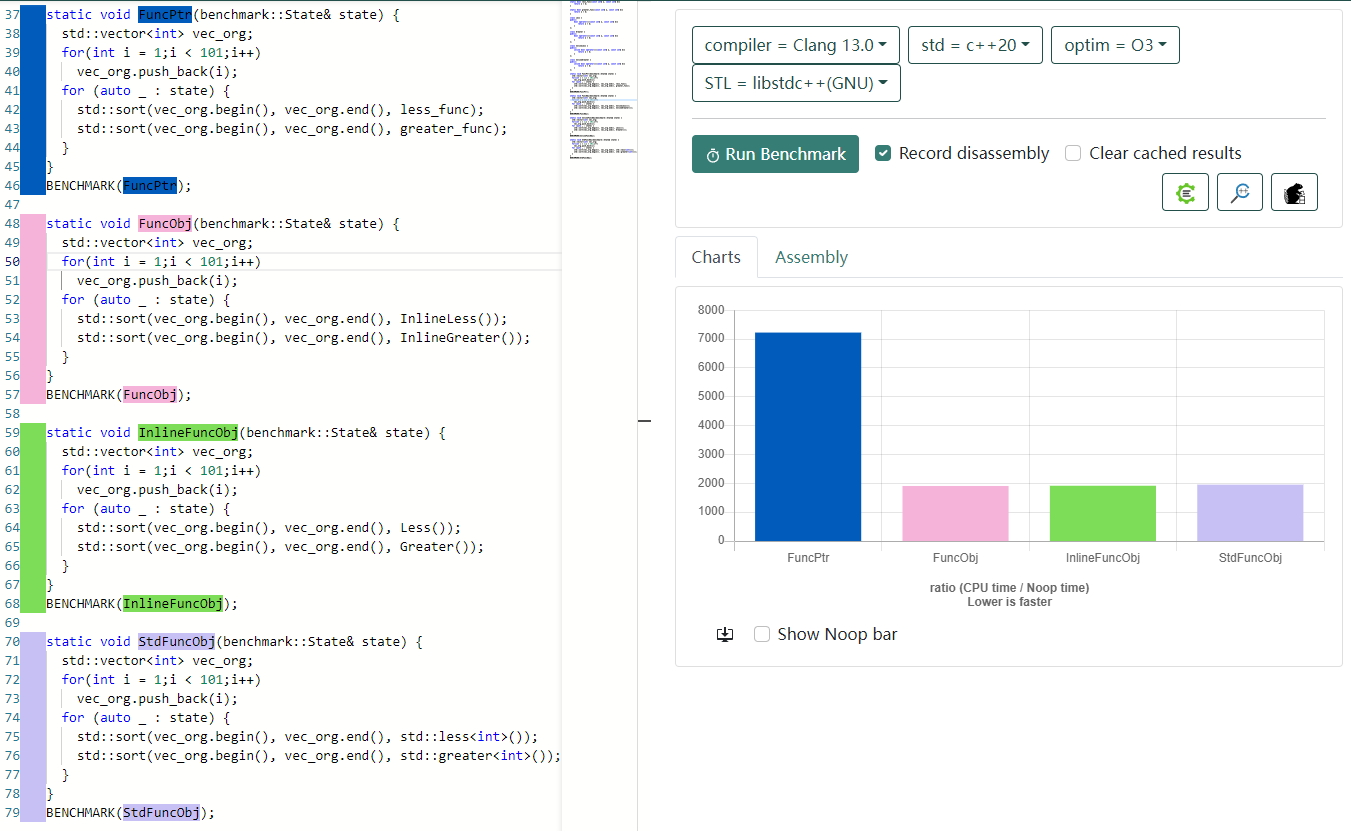 37 static void FuncPtr(benchmark::State& state) {
38   std::vector<int> vec_org;
39   for(int i = 1;i < 101;i++)
40     vec_org.push_back(i);
41   for (auto _ : state) {
42     std::sort(vec_org.begin(), vec_org.end(), less_func);
43     std::sort(vec_org.begin(), vec_org.end(), greater_func);
44   }
45 }
46 BENCHMARK(FuncPtr);
47
48 static void FuncObj(benchmark::State& state) {
49   std::vector<int> vec_org;
50   for(int i = 1;i < 101;i++)
51     vec_org.push_back(i);
52   for (auto _ : state) {
53     std::sort(vec_org.begin(), vec_org.end(), InlineLess());
54     std::sort(vec_org.begin(), vec_org.end(), InlineGreater());
55   }
56 }
57 BENCHMARK(FuncObj);
58
59 static void InlineFuncObj(benchmark::State& state) {
60   std::vector<int> vec_org;
61   for(int i = 1;i < 101;i++)
62     vec_org.push_back(i);
63   for (auto _ : state) {
64     std::sort(vec_org.begin(), vec_org.end(), Less());
65     std::sort(vec_org.begin(), vec_org.end(), Greater());
66   }
67 }
68 BENCHMARK(InlineFuncObj);
69
70 static void StdFuncObj(benchmark::State& state) {
71   std::vector<int> vec_org;
72   for(int i = 1;i < 101;i++)
73     vec_org.push_back(i);
74   for (auto _ : state) {
75     std::sort(vec_org.begin(), vec_org.end(), std::less<int>());
76     std::sort(vec_org.begin(), vec_org.end(), std::greater<int>());
77   }
78 }
79 BENCHMARK(StdFuncObj);
compiler = Clang 13.0
std = c++20
optim = O3
STL = libstdc++(GNU)
Run Benchmark
Record disassembly
Clear cached results
Charts
Assembly
8000
7000
6000
5000
4000
3000
2000
1000
0
FuncPtr
FuncObj
InlineFuncObj
StdFuncObj
ratio (CPU time / Noop time)
Lower is faster
Show Noop bar